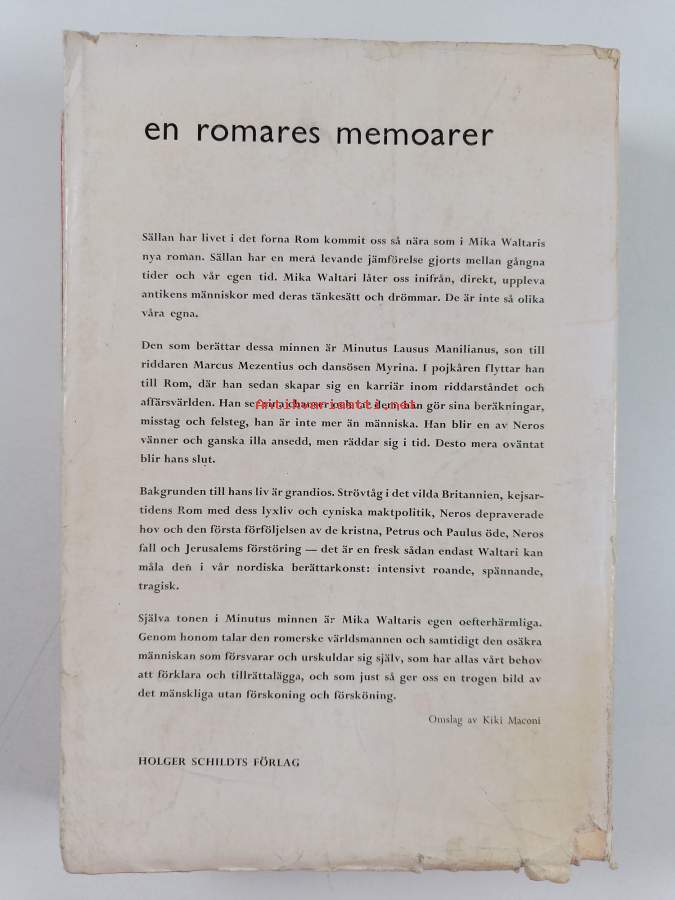 en romares memoarer
Sällan har livet i det forna Rom kommit oss så nära som i Mika Waltaris
nya roman. Sällan har en mera levande jämförelse gjorts mellan gångna
tider och vår egen tid. Mika Waltari låter oss inifrån, direkt, uppleva
antikens människor med deras tänkesätt och drömmar. De är inte så olika
våra egna.
Den som berättar dessa minnen är Minutus Lausus Manilianus, son till
riddaren Marcus Mezentius och dansösen Myrina. I pojkåren flyttar han
till Rom, där han sedan skapar sig en karriär inom riddarståndet och
affärsvärlden. Han ser sina chanser och tar dem, han gör sina beräkningar,
antikvariaatti.net
misstag och felsteg, han är inte mer än människa. Han blir en av Neros
vänner och ganska illa ansedd, men räddar sig i tid. Desto mera oväntat
blir hans slut.
Bakgrunden till hans liv är grandios. Strövtåg i det vilda Britannien, kejsar-
tidens Rom med dess lyxliv och cyniska maktpolitik, Neros depraverade
hov och den första förföljelsen av de kristna, Petrus och Paulus öde, Neros
fall och Jerusalems förstöring — det är en fresk sådan endast Waltari kan
måla den i vår nordiska berättarkonst: intensivt roande, spännande,
tragisk.
Själva tonen i Minutus minnen är Mika Waltaris egen oefterhärmliga.
Genom honom talar den romerske världsmannen och samtidigt den osäkra
människan som försvarar och urskuldar sig själv, som har allas vårt behov
att förklara och tillrättalägga, och som just så ger oss en trogen bild av
det mänskliga utan förskoning och försköning.
Omslag av Kiki Maconi
HOLGER SCHILDTS FÖRLAG